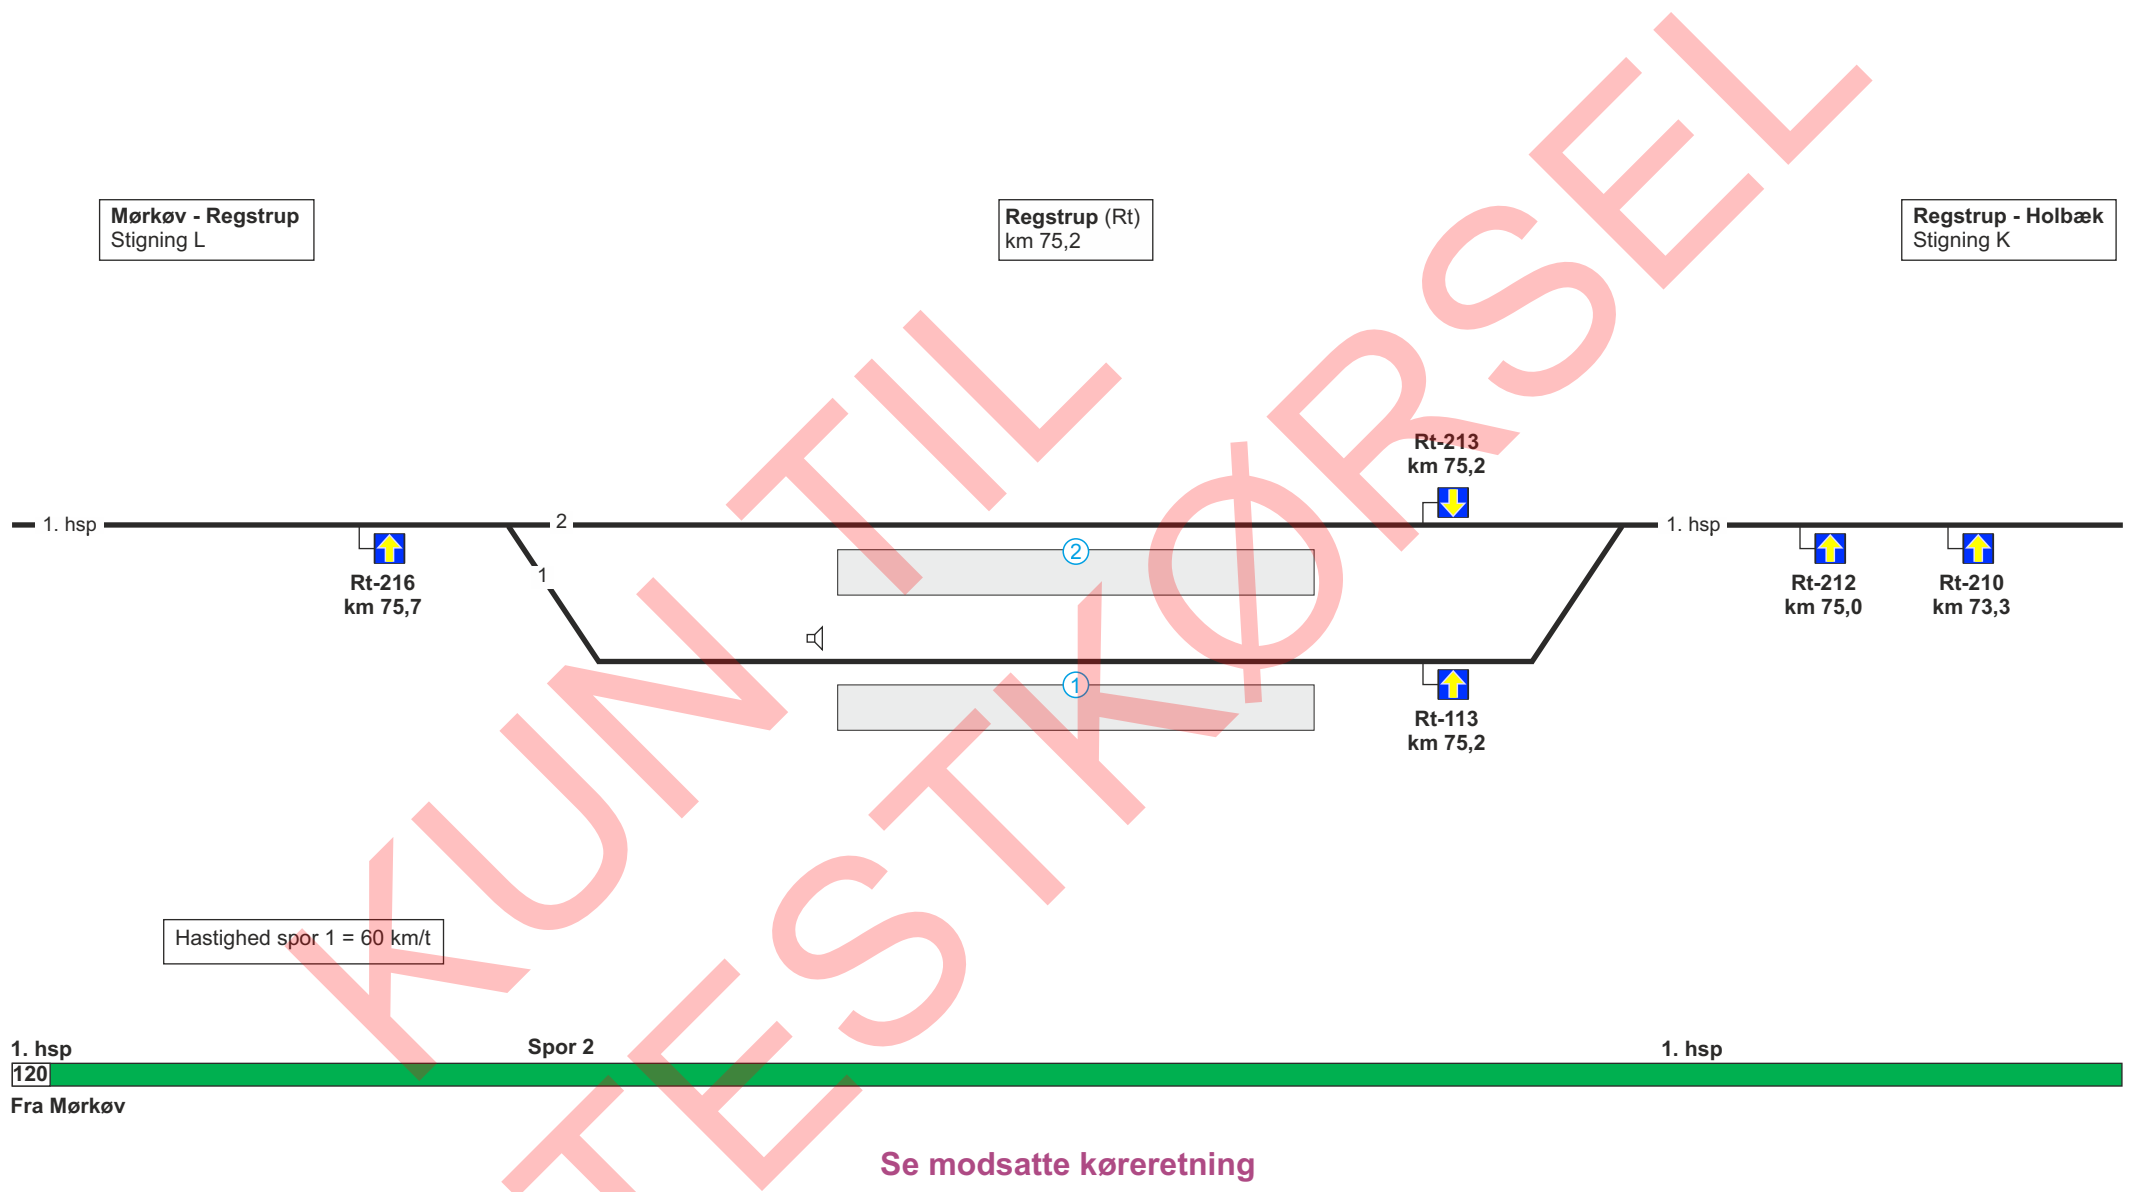 Mørkøv - Regstrup
Stigning L
Regstrup (Rt)
km 75,2
Regstrup - Holbæk
Stigning K
Rt-213
km 75,2
1. hsp
2
1. hsp
2
Rt-216
km 75,7
1
Rt-212
km 75,0
Rt-210
km 73,3
1
Rt-113
km 75,2
Hastighed spor 1 = 60 km/t
1. hsp
Spor 2
1. hsp
120
Fra Mørkøv
Se modsatte køreretning
KUN TIL
TESTKØRSEL